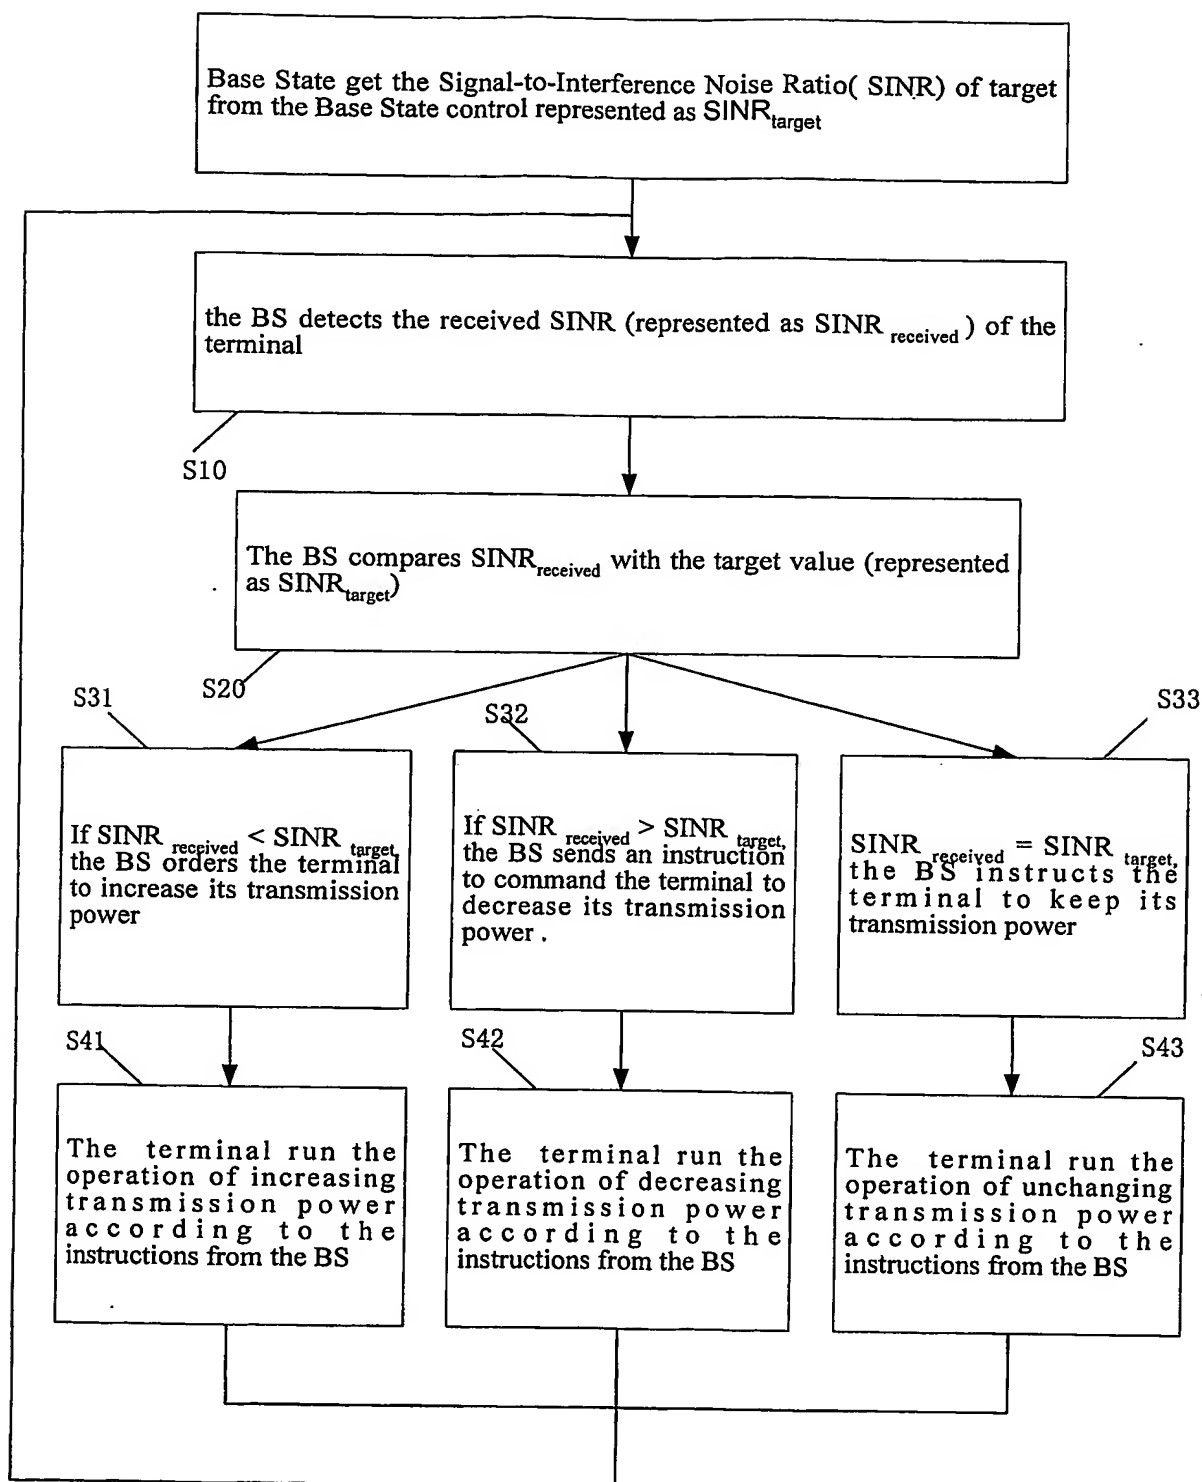 Base State get the Signal-to-Interference Noise Ratio( SINR) of target
from the Base State control represented as SINRtarget
the BS detects the received SINR (represented as SINR received ) of the
terminal
S10
The BS compares SINRreceived with the target value (represented
as SINRtarget)
S20
S31
S32
S33
If SINR received < SINR target,
the BS orders the terminal
to increase its transmission
power
If SINR received > SINR target,
the BS sends an instruction
to command the terminal to
decrease its transmission
power .
SINR received = SINR target,
the BS instructs the
terminal to keep its
transmission power
S41
S42
S43
The terminal run the
operation of increasing
transmission power
according to the
instructions from the BS
The terminal run the
operation of decreasing
transmission power
according to the
instructions from the BS
The terminal run the
operation of unchanging
transmission power
according to the
instructions from the BS